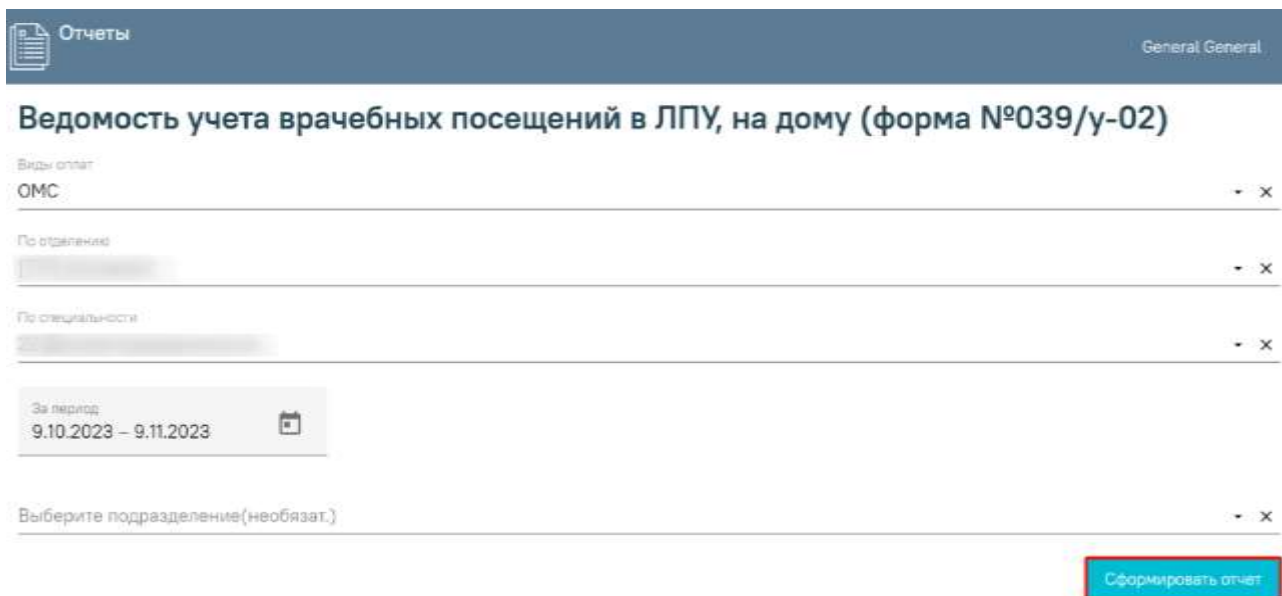 Отчеты
General General
Ведомость учета врачебных посещений в ЛПУ, на дому (форма №039/у-02)
Виды оплат
ОМС
По отделению
По специальности
За период
9.10.2023 – 9.11.2023
Выберите подразделение(необязат.)
Сформировать отчет